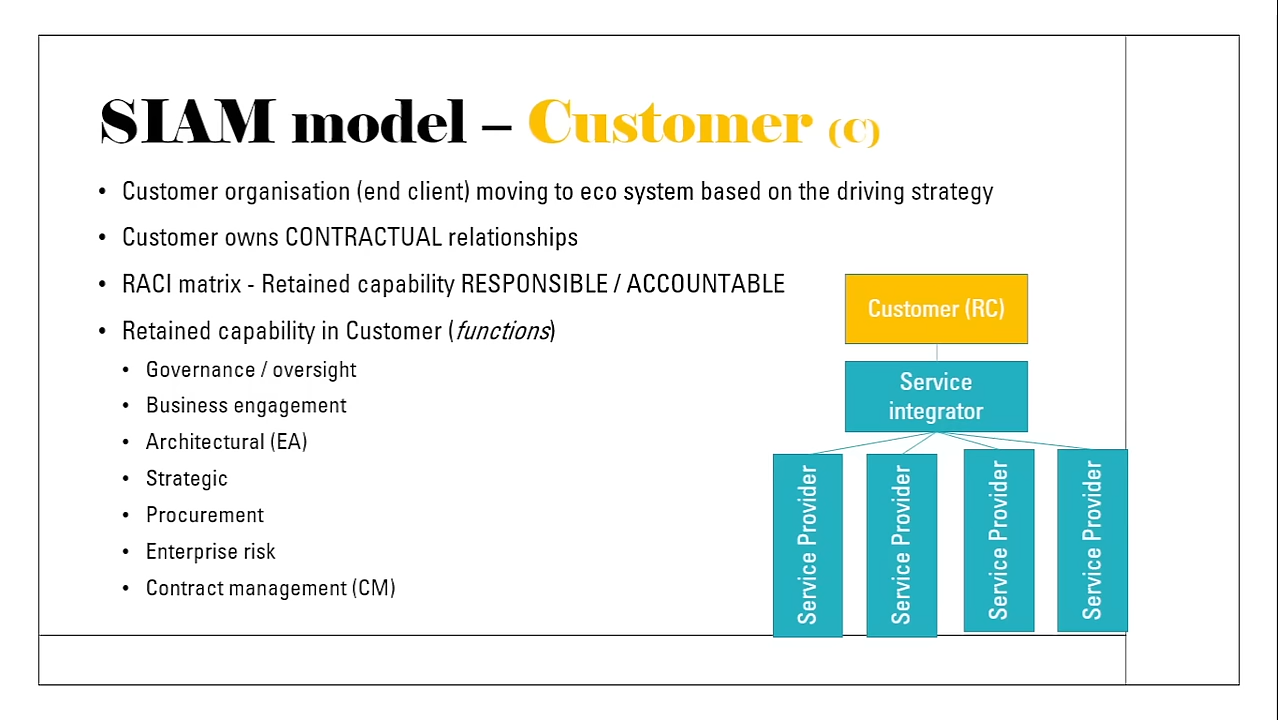 SIAM model – Customer (C)
• Customer organisation (end client) moving to eco system based on the driving strategy
• Customer owns CONTRACTUAL relationships
• RACI matrix - Retained capability RESPONSIBLE / ACCOUNTABLE
• Retained capability in Customer (functions)
• Governance / oversight
• Business engagement
• Architectural (EA)
• Strategic
• Procurement
• Enterprise risk
• Contract management (CM)
Customer (RC)
Service
integrator
Service Provider
Service Provider
Service Provider
Service Provider